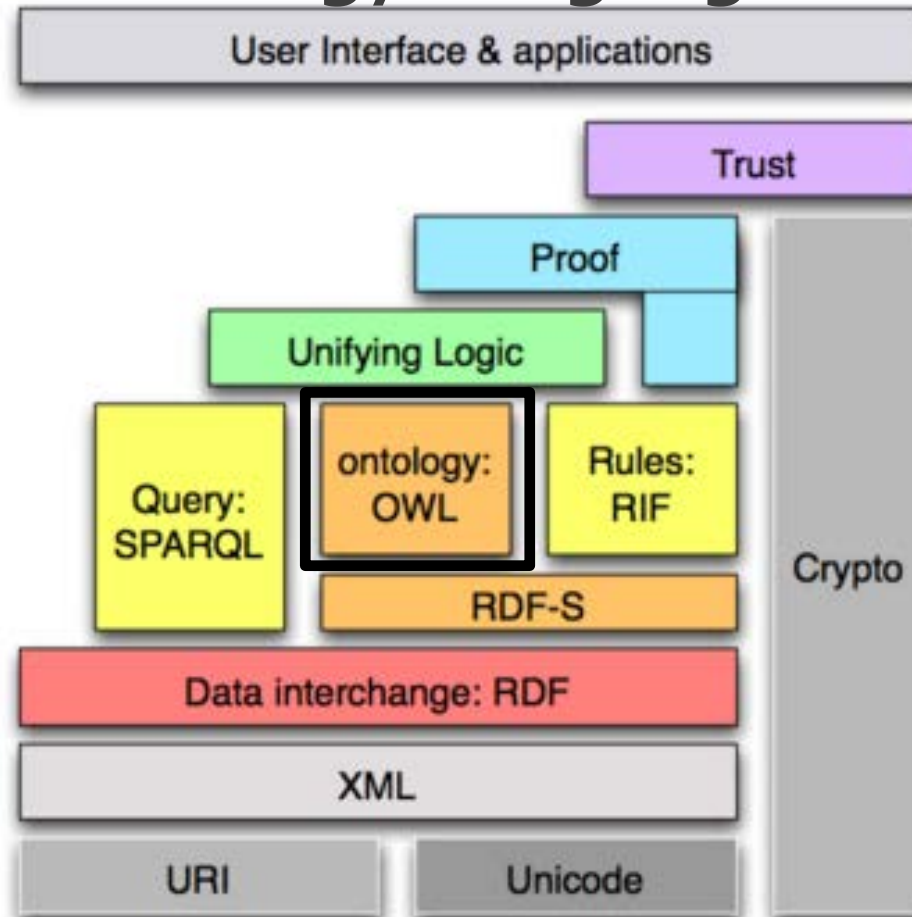 User Interface & applications
Trust
Proof
Unifying Logic
ontology:
OWL
Rules:
RIF
Query:
SPARQL
Crypto
RDF-S
Data interchange: RDF
XML
URI
Unicode